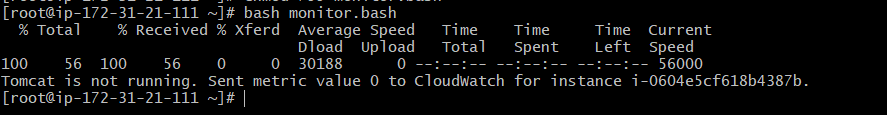 [root@ip-172-31-21-111 ~]# bash monitor.bash
% Total % Received % Xferd Average Speed Time Time Time Current
Dload Upload Total Spent Left Speed
100 56 100 56 0 0 30188 0 --:--:-- --:--:-- --:--:-- 56000
Tomcat is not running. Sent metric value 0 to CloudWatch for instance i-0604e5cf618b4387b.
[root@ip-172-31-21-111 ~]#